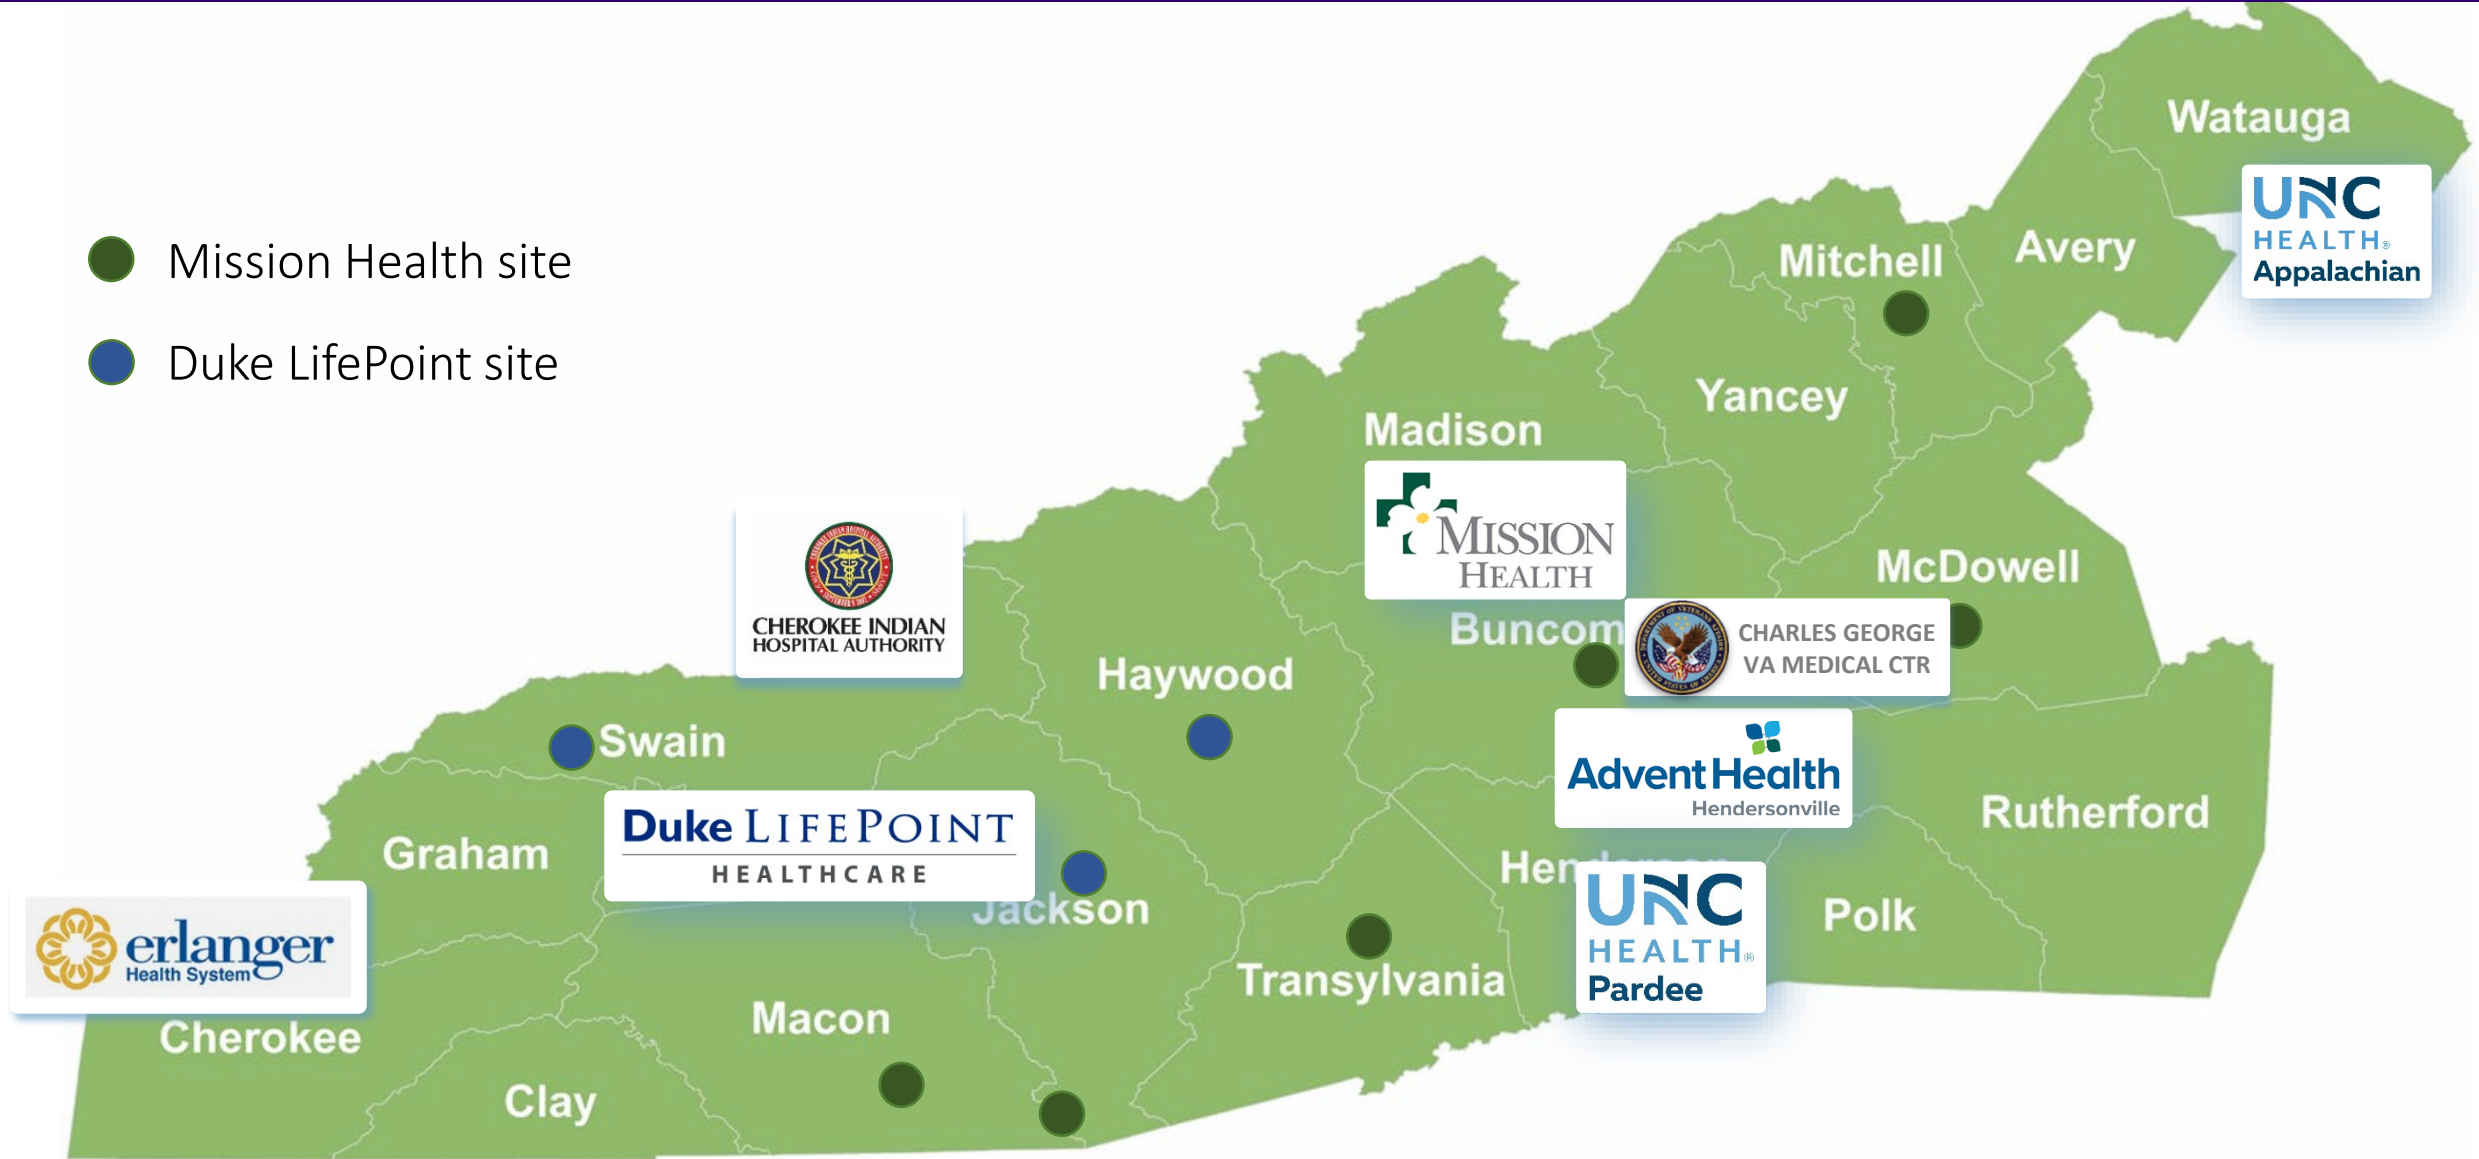 Watauga
UNC
HEALTH®
Appalachian
Mission Health site
Mitchell
Avery
Duke LifePoint site
Yancey
Madison
MISSION
HEALTH
McDowell
CHEROKEE INDIAN
HOSPITAL AUTHORITY
Buncom
CHARLES GEORGE
VA MEDICAL CTR
Haywood
Swain
AdventHealth
Hendersonville
Duke LIFEPOINT
HEALTHCARE
Rutherford
Graham
Henderson
Jackson
UNC
HEALTH®
Pardee
Polk
erlanger
Health System
Transylvania
Macon
Cherokee
Clay